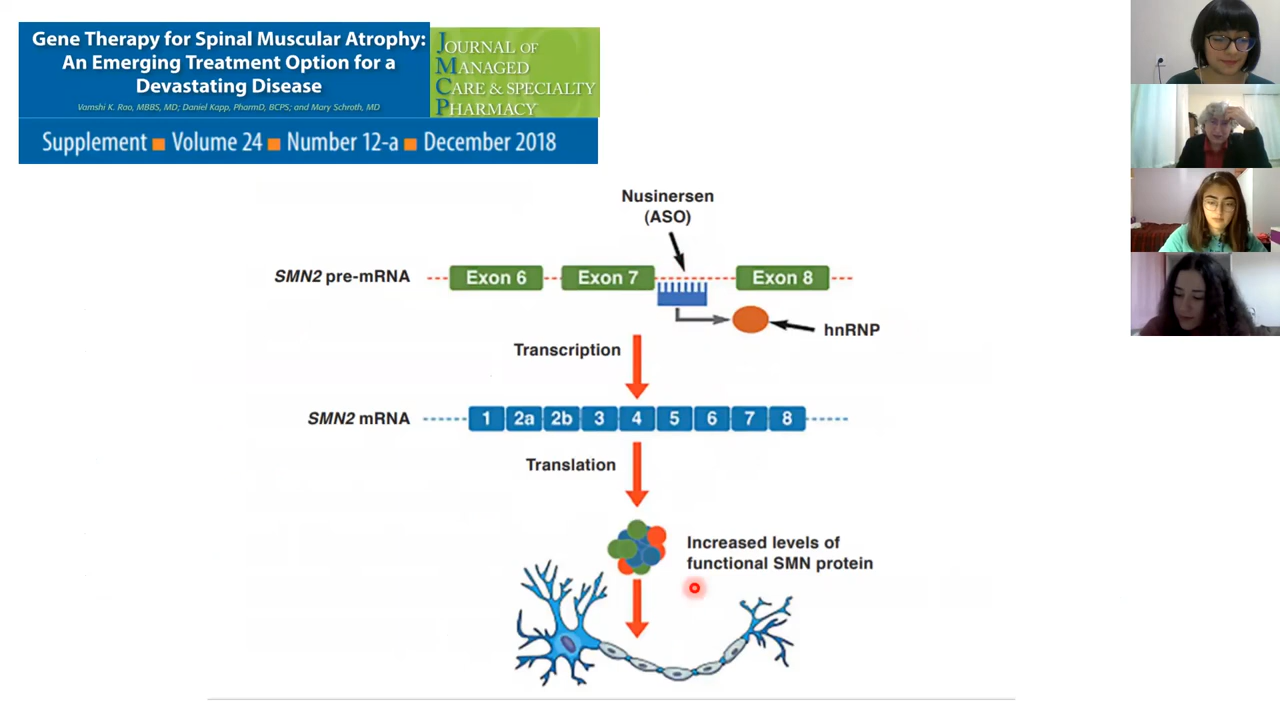 Gene Therapy for Spinal Muscular Atrophy:
An Emerging Treatment Option for a
Devastating Disease
Vamshi K. Rao, MBBS, MD; Daniel Kapp, PharmD, BCPS; and Mary Schroth, MD
JOURNAL OF
MANAGED
CARE & SPECIALTY
PHARMACY
Supplement ■ Volume 24 ■ Number 12-a ■ December 2018
Nusinersen
(ASO)
SMN2 pre-mRNA
Exon 6
Exon 7
Exon 8
hnRNP
Transcription
SMN2 mRNA
1 2a 2b 3 4 5 6 7 8
Translation
Increased levels of
functional SMN protein